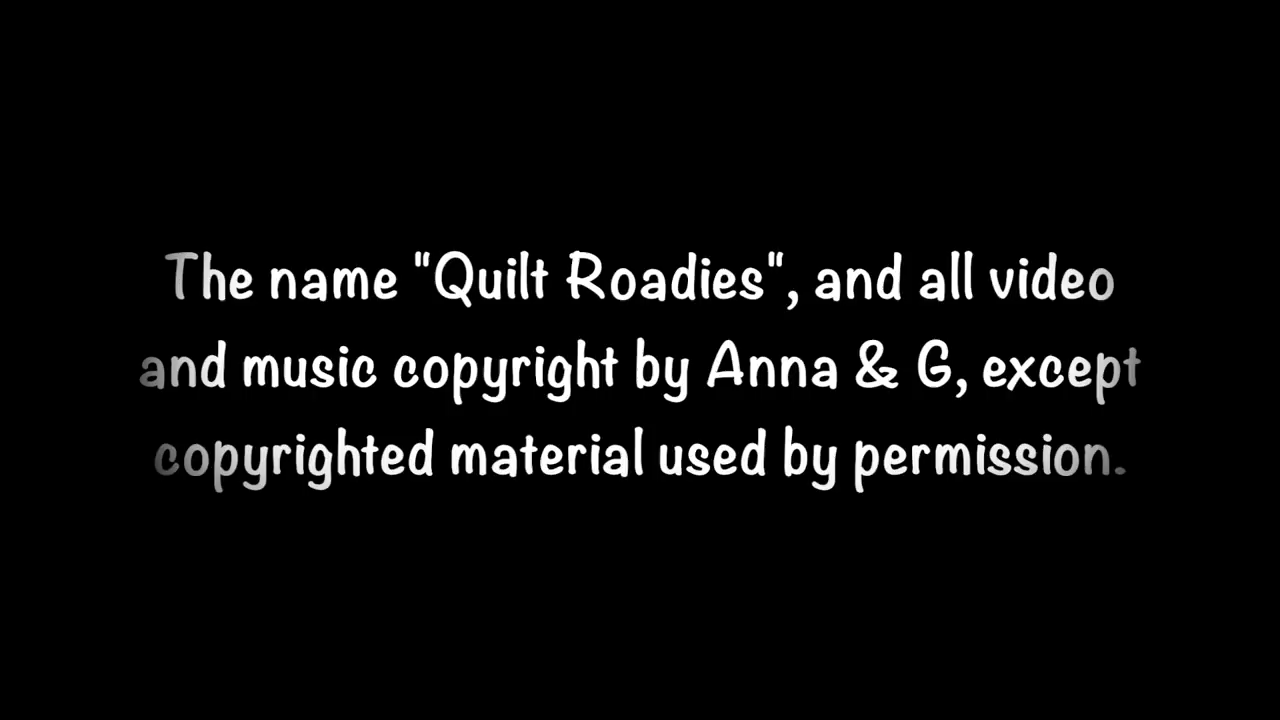 The name "Quilt Roadies", and all video
and music copyright by Anna & G, except
copyrighted material used by permission.